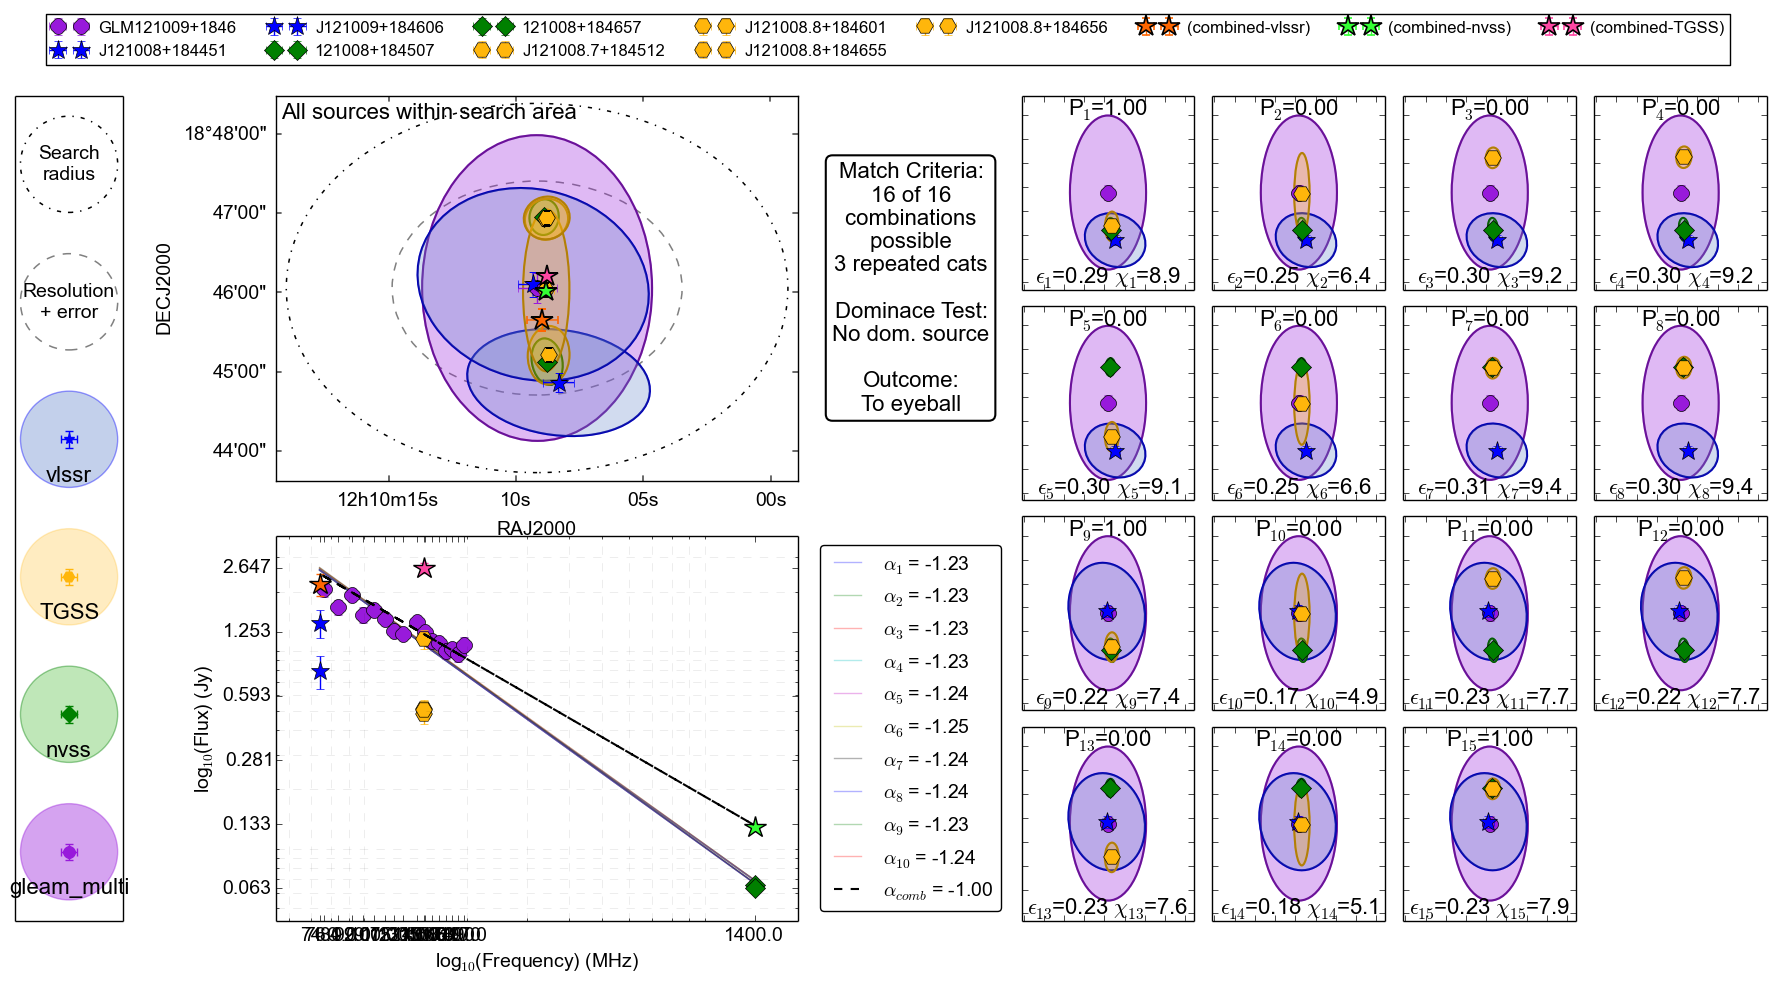 GLM121009+1846
J121008+184451
J121009+184606
121008+184507
121008+184657
J121008.7+184512
J121008.8+184601
J121008.8+184655
J121008.8+184656
(combined-vlssr)
(combined-nvss)
(combined-TGSS)
Search
radius
Resolution
+ error
vlssr
TGSS
nvss
gleam_multi
All sources within search area
DECJ2000
18°48'00"
47'00"
46'00"
45'00"
44'00"
12h10m15s
10s
05s
00s
RAJ2000
Match Criteria:
16 of 16
combinations
possible
3 repeated cats
Dominace Test:
No dom. source
Outcome:
To eyeball
log10(Flux) (Jy)
2.647
1.253
0.593
0.281
0.133
0.063
1400.0
log10(Frequency) (MHz)
α1 = -1.23
α2 = -1.23
α3 = -1.23
α4 = -1.23
α5 = -1.24
α6 = -1.25
α7 = -1.24
α8 = -1.24
α9 = -1.23
α10 = -1.24
αcomb = -1.00
P1=1.00
ϵ1=0.29 χ1=8.9
P2=0.00
ϵ2=0.25 χ2=6.4
P3=0.00
ϵ3=0.30 χ3=9.2
P4=0.00
ϵ4=0.30 χ4=9.2
P5=0.00
ϵ5=0.30 χ5=9.1
P6=0.00
ϵ6=0.25 χ6=6.6
P7=0.00
ϵ7=0.31 χ7=9.4
P8=0.00
ϵ8=0.30 χ8=9.4
P9=1.00
ϵ9=0.22 χ9=7.4
P10=0.00
ϵ10=0.17 χ10=4.9
P11=0.00
ϵ11=0.23 χ11=7.7
P12=0.00
ϵ12=0.22 χ12=7.7
P13=0.00
ϵ13=0.23 χ13=7.6
P14=0.00
ϵ14=0.18 χ14=5.1
P15=1.00
ϵ15=0.23 χ15=7.9